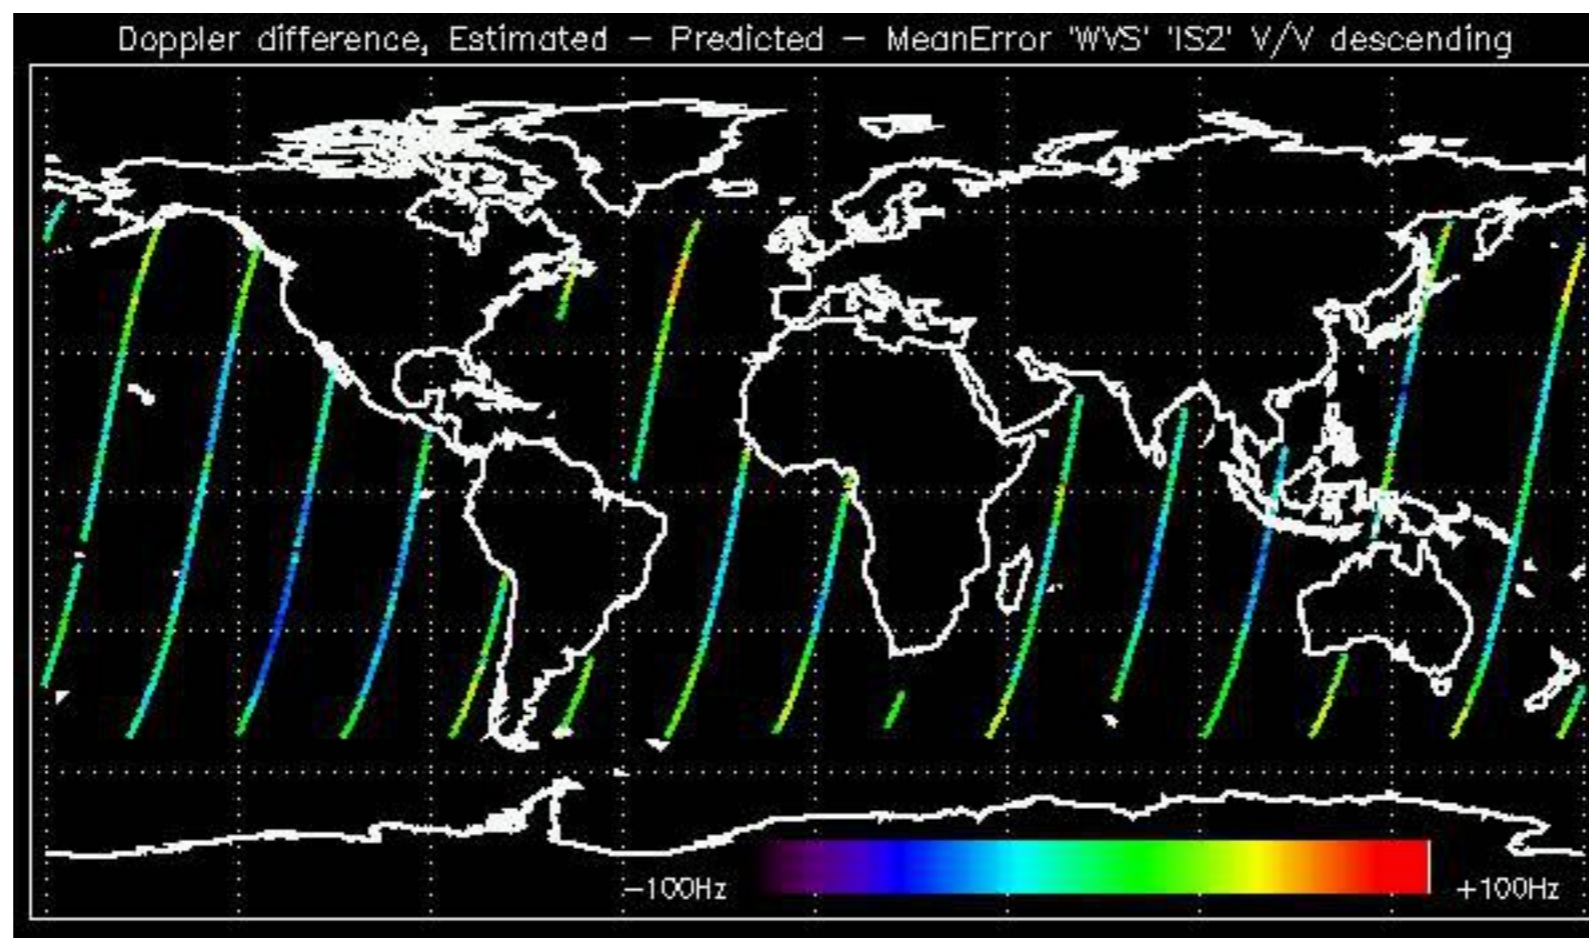 Doppler difference, Estimated - Predicted - MeanError 'WVS' 'IS2' V/V descending
-100Hz +100Hz